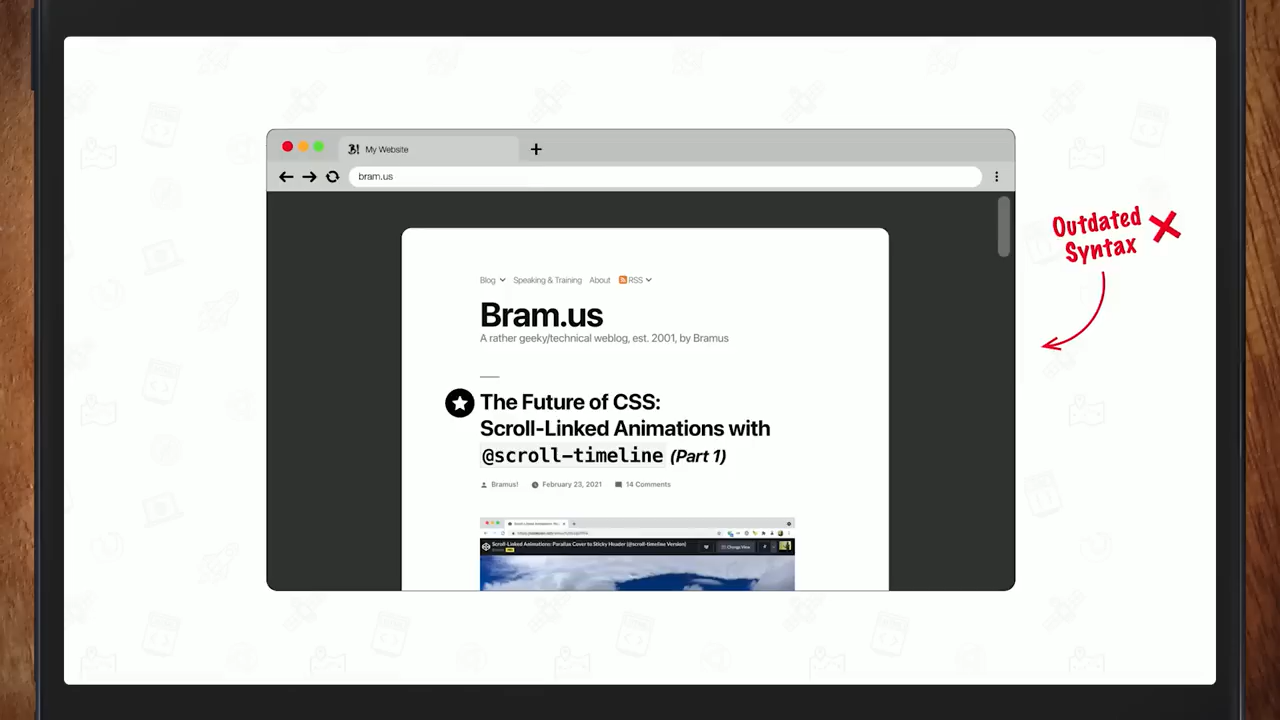 My Website
bram.us
Outdated
Syntax
Blog Speaking & Training About RSS
Bram.us
A rather geeky/technical weblog, est. 2001, by Bramus
The Future of CSS:
Scroll-Linked Animations with
@scroll-timeline (Part 1)
Bramus! February 23, 2021 14 Comments
Scroll-Linked Animations: Parallax Cover to Sticky Header (@scroll-timeline Version)
Change View